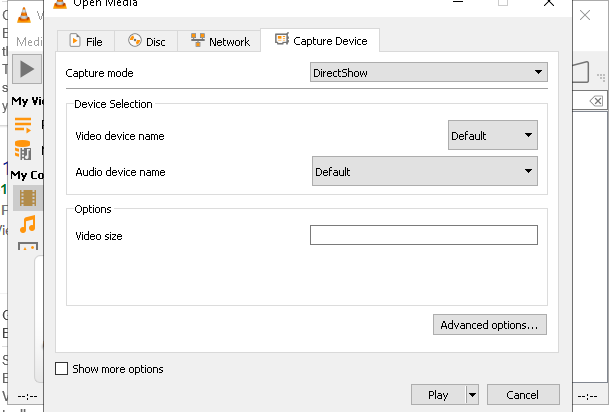 Open Media
Medi
File
Disc
Network
Capture Device
Capture mode
DirectShow
My Vi
Device Selection
Video device name
Default
Audio device name
Default
My Co
Options
Video size
Advanced options...
Show more options
--:--
Play
Cancel
--:--